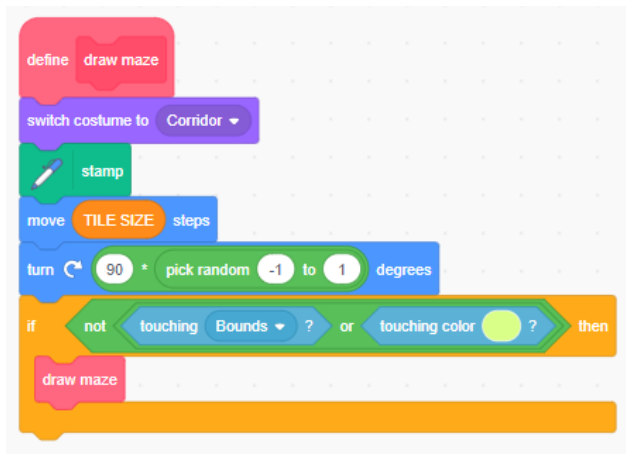 define draw maze
switch costume to Corridor
stamp
move TILE SIZE steps
turn 90 * pick random -1 to 1 degrees
if not touching Bounds ? or touching color ? then
draw maze